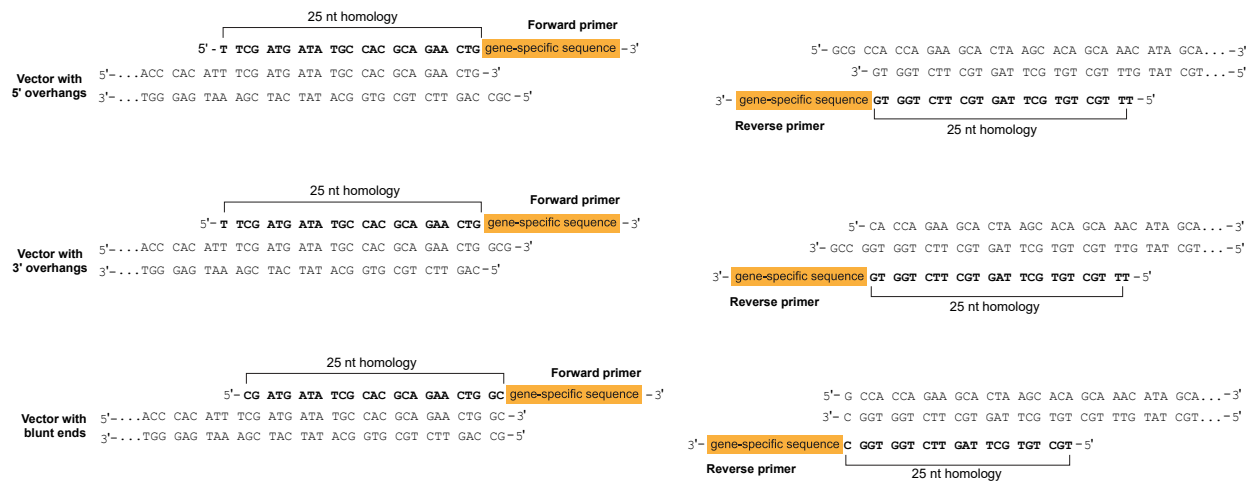 25 nt homology
Forward primer
5' - T TCG ATG ATA TGC CAC GCA GAA CTG gene-specific sequence -3'
Vector with 5' overhangs
5'-...ACC CAC ATT TCG ATG ATA TGC CAC GCA GAA CTG-3'
3'-...TGG GAG TAA AGC TAC TAT ACG GTG CGT CTT GAC CGC-5'
5'- GCG CCA CCA GAA GCA CTA AGC ACA GCA AAC ATA GCA...-3'
3'- GT GGT CTT CGT GAT TCG TGT CGT TTG TAT CGT...-5'
3'- gene-specific sequence GT GGT CTT CGT GAT TCG TGT CGT TT-5'
Reverse primer
25 nt homology
25 nt homology
Forward primer
5'- T TCG ATG ATA TGC CAC GCA GAA CTG gene-specific sequence -3'
Vector with 3' overhangs
5'-...ACC CAC ATT TCG ATG ATA TGC CAC GCA GAA CTG GCG-3'
3'-...TGG GAG TAA AGC TAC TAT ACG GTG CGT CTT GAC-5'
5'- CA CCA GAA GCA CTA AGC ACA GCA AAC ATA GCA...-3'
3'- GCC GGT GGT CTT CGT GAT TCG TGT CGT TTG TAT CGT...-5'
3'- gene-specific sequence GT GGT CTT CGT GAT TCG TGT CGT TT-5'
Reverse primer
25 nt homology
25 nt homology
Forward primer
5'- CG ATG ATA TCG CAC GCA GAA CTG GC gene-specific sequence -3'
Vector with blunt ends
5'-...ACC CAC ATT TCG ATG ATA TGC CAC GCA GAA CTG GC-3'
3'-...TGG GAG TAA AGC TAC TAT ACG GTG CGT CTT GAC CG-5'
5'- G CCA CCA GAA GCA CTA AGC ACA GCA AAC ATA GCA...-3'
3'- C GGT GGT CTT CGT GAT TCG TGT CGT TTG TAT CGT...-5'
3'- gene-specific sequence C GGT GGT CTT GAT TCG TGT CGT-5'
Reverse primer
25 nt homology